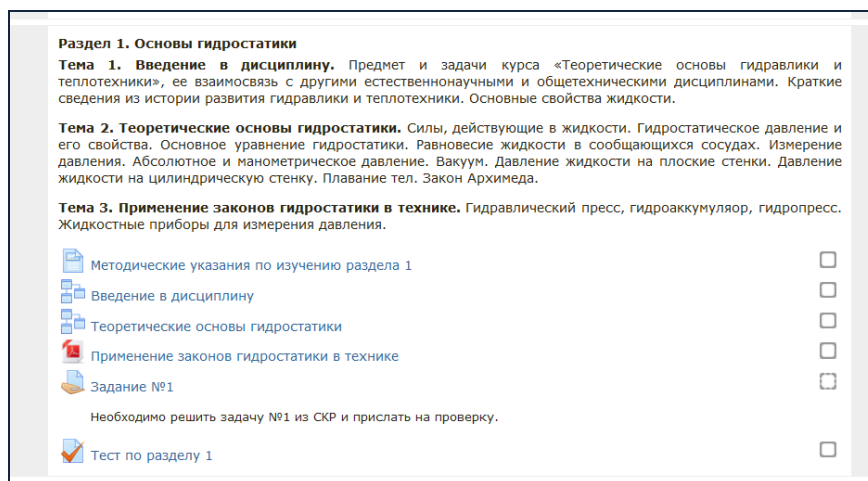 Раздел 1. Основы гидростатики
Тема 1. Введение в дисциплину. Предмет и задачи курса «Теоретические основы гидравлики и
теплотехники», ее взаимосвязь с другими естественнонаучными и общетехническими дисциплинами. Краткие
сведения из истории развития гидравлики и теплотехники. Основные свойства жидкости.
Тема 2. Теоретические основы гидростатики. Силы, действующие в жидкости. Гидростатическое давление и
его свойства. Основное уравнение гидростатики. Равновесие жидкости в сообщающихся сосудах. Измерение
давления. Абсолютное и манометрическое давление. Вакуум. Давление жидкости на плоские стенки. Давление
жидкости на цилиндрическую стенку. Плавание тел. Закон Архимеда.
Тема 3. Применение законов гидростатики в технике. Гидравлический пресс, гидроаккумуляор, гидропресс.
Жидкостные приборы для измерения давления.
Методические указания по изучению раздела 1
Введение в дисциплину
Теоретические основы гидростатики
Применение законов гидростатики в технике
Задание №1
Необходимо решить задачу №1 из СКР и прислать на проверку.
Тест по разделу 1